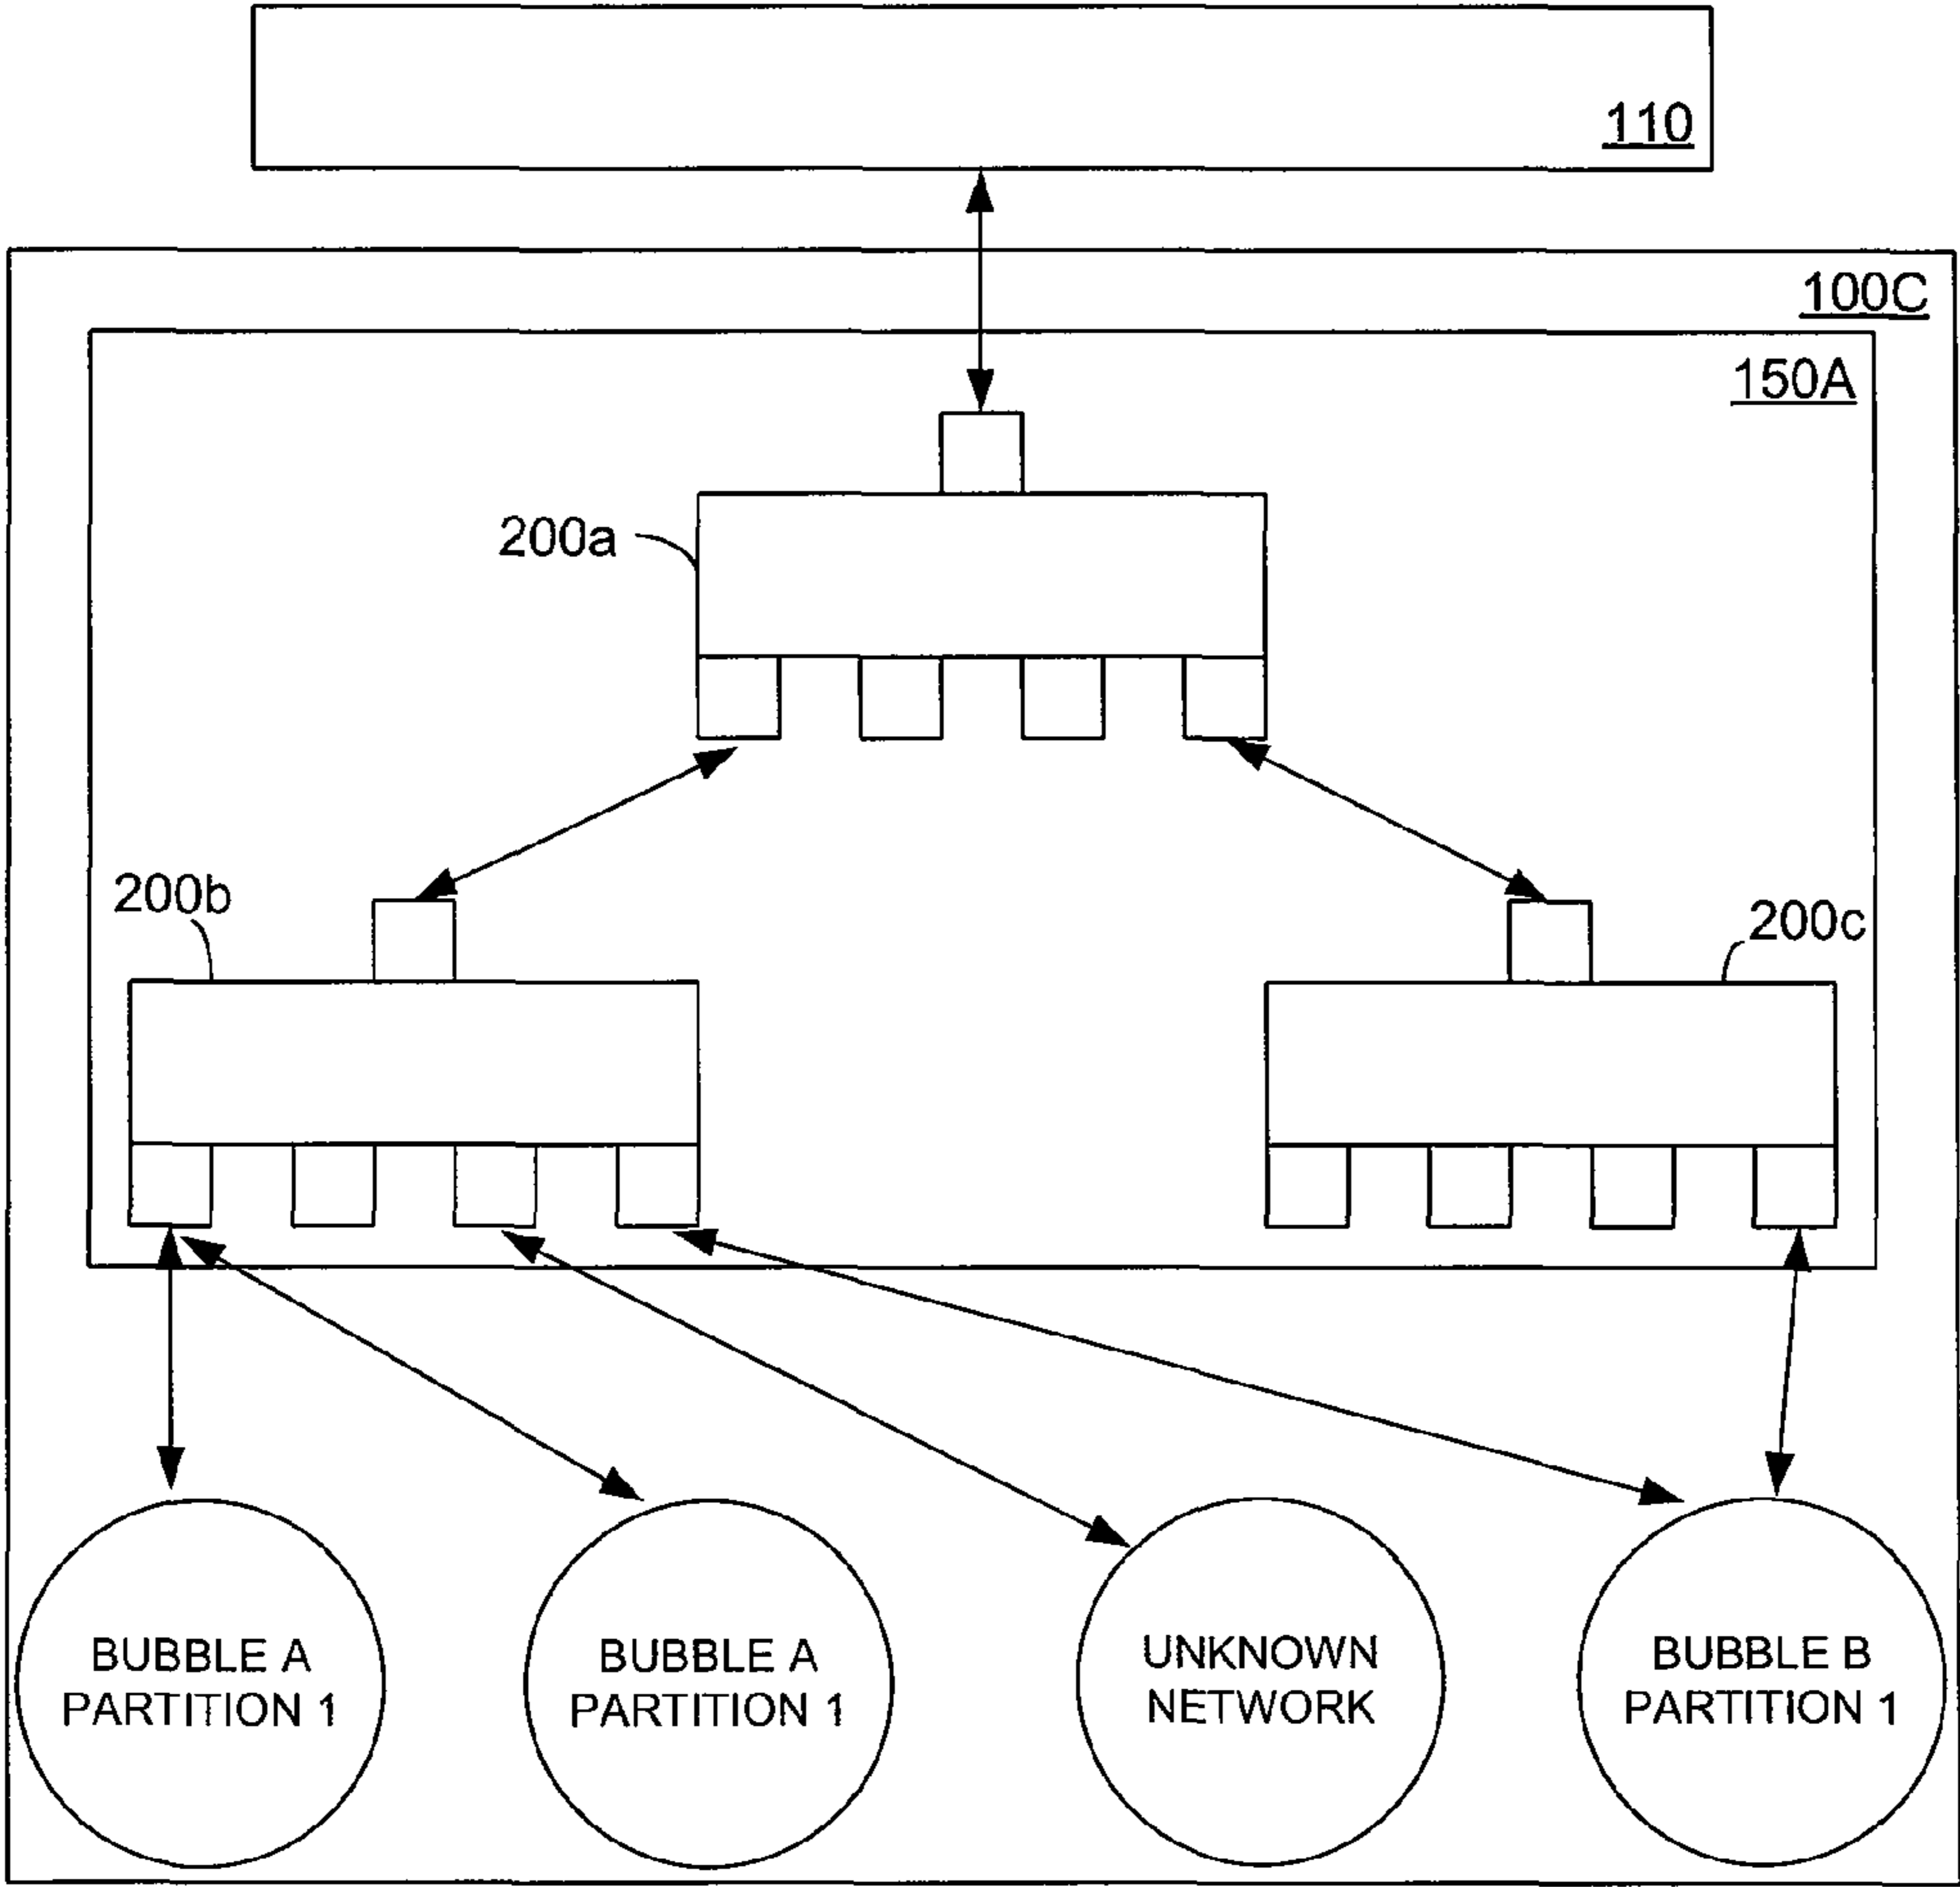 110
100C
150A
200a
200b
200c
BUBBLE A
PARTITION 1
BUBBLE A
PARTITION 1
UNKNOWN
NETWORK
BUBBLE B
PARTITION 1